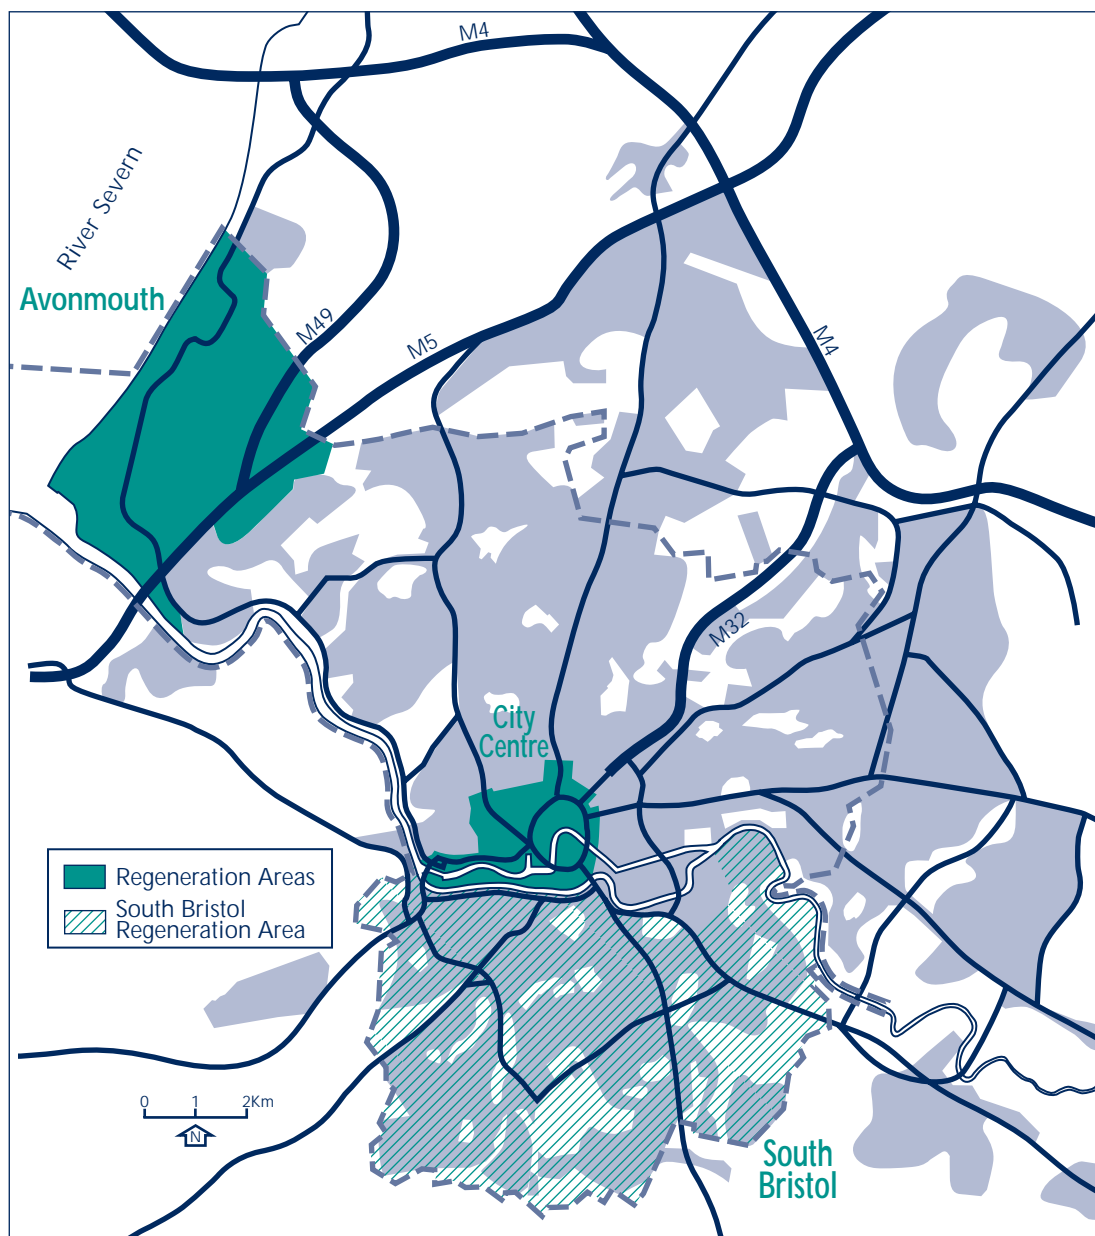 M4
River Severn
Avonmouth
M49
M5
M4
M32
City
Centre
Regeneration Areas
South Bristol
Regeneration Area
0 1 2Km
N
South
Bristol